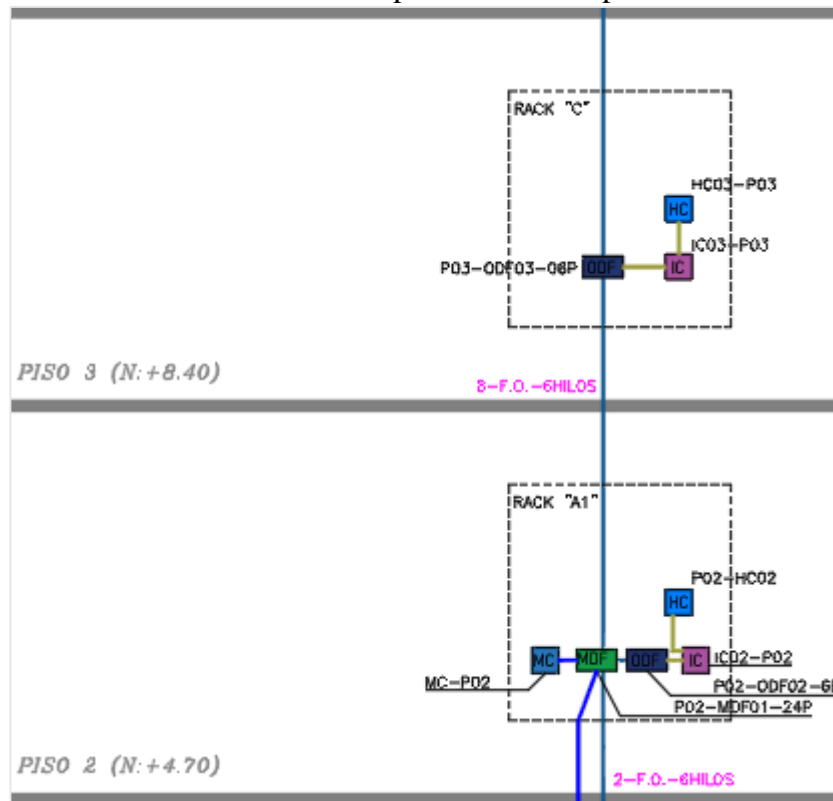 RACK "C"
HC03-P03
HC
IC03-P03
P03-ODF03-06P
ODF
IC
PISO 3 (N:+8.40)
8-F.O.-6HILOS
RACK "A1"
P02-HC02
HC
MC
MDF
ODF
IC
IC02-P02
MC-P02
P02-MDF01-24P
PISO 2 (N:+4.70)
2-F.O.-6HILOS